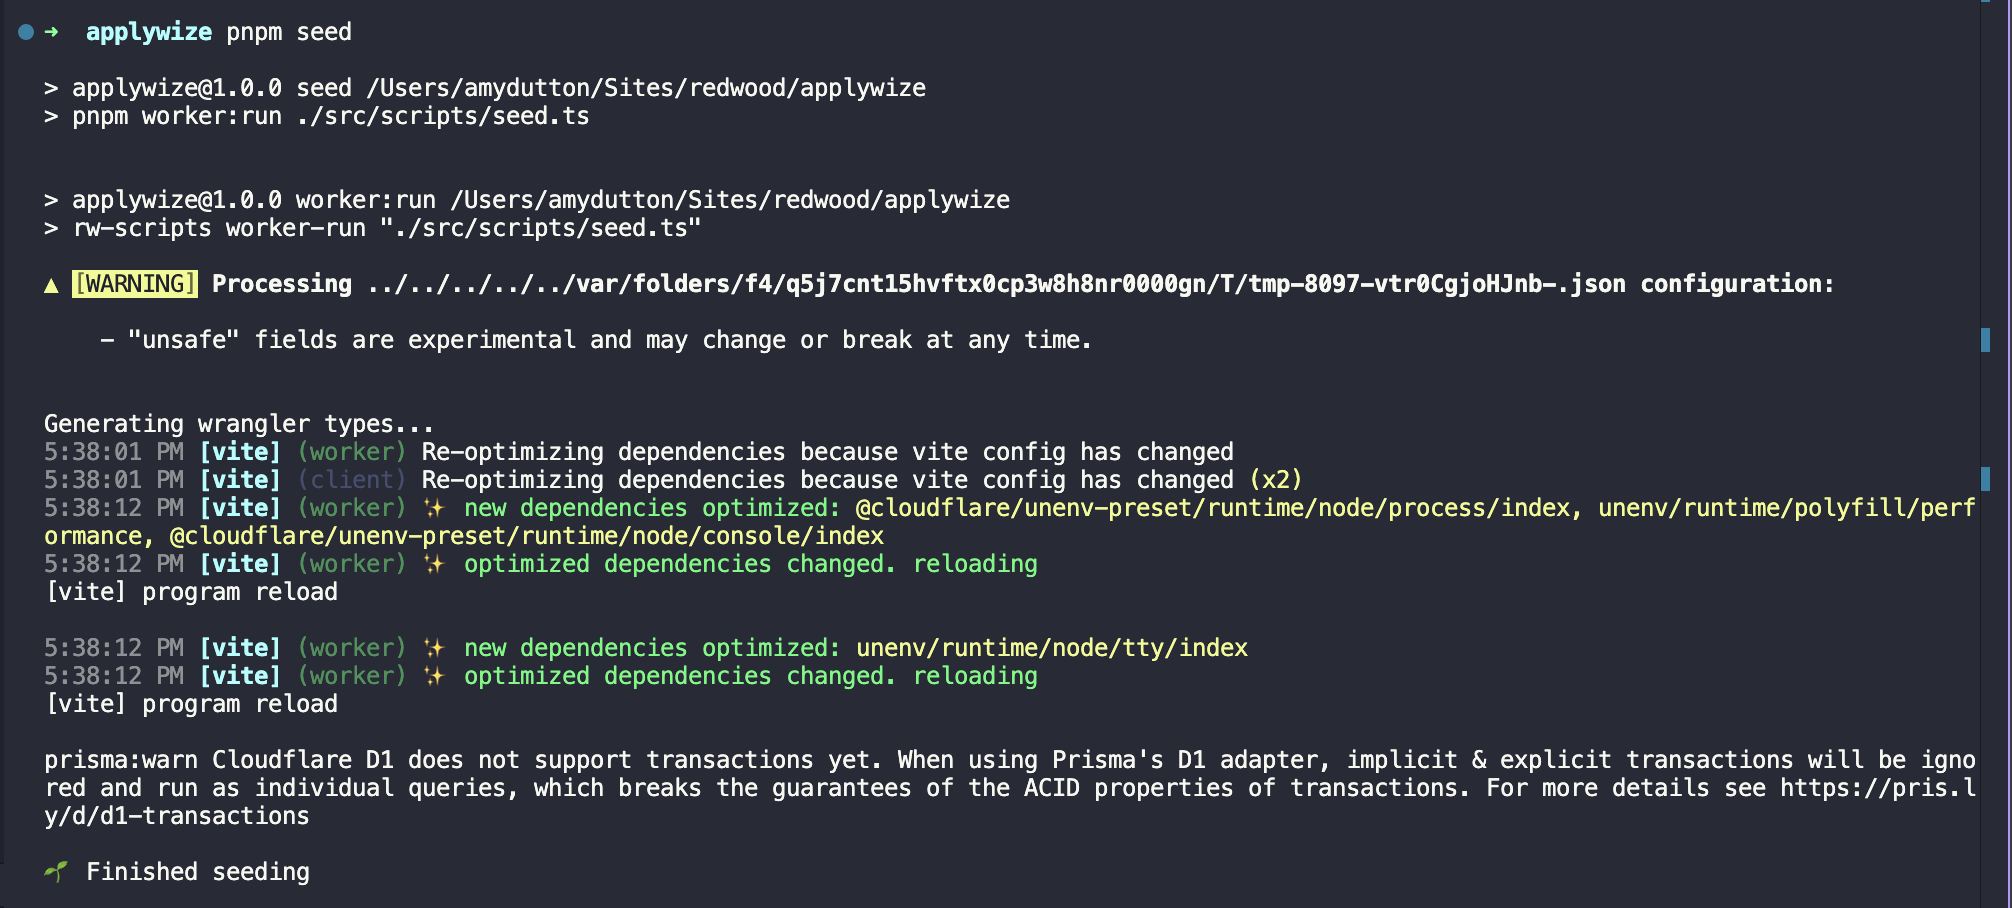 ➜  applywize pnpm seed
> applywize@1.0.0 seed /Users/amydutton/Sites/redwood/applywize
> pnpm worker:run ./src/scripts/seed.ts
> applywize@1.0.0 worker:run /Users/amydutton/Sites/redwood/applywize
> rw-scripts worker-run "./src/scripts/seed.ts"
▲ [WARNING] Processing ../../../../../var/folders/f4/q5j7cnt15hvftx0cp3w8h8nr0000gn/T/tmp-8097-vtr0CgjoHJnb-.json configuration:
- "unsafe" fields are experimental and may change or break at any time.
Generating wrangler types...
5:38:01 PM [vite] (worker) Re-optimizing dependencies because vite config has changed
5:38:01 PM [vite] (client) Re-optimizing dependencies because vite config has changed (x2)
5:38:12 PM [vite] (worker) ✨ new dependencies optimized: @cloudflare/unenv-preset/runtime/node/process/index, unenv/runtime/polyfill/perf
ormance, @cloudflare/unenv-preset/runtime/node/console/index
5:38:12 PM [vite] (worker) ✨ optimized dependencies changed. reloading
[vite] program reload
5:38:12 PM [vite] (worker) ✨ new dependencies optimized: unenv/runtime/node/tty/index
5:38:12 PM [vite] (worker) ✨ optimized dependencies changed. reloading
[vite] program reload
prisma:warn Cloudflare D1 does not support transactions yet. When using Prisma's D1 adapter, implicit & explicit transactions will be igno
red and run as individual queries, which breaks the guarantees of the ACID properties of transactions. For more details see https://pris.l
y/d/d1-transactions
🌱 Finished seeding